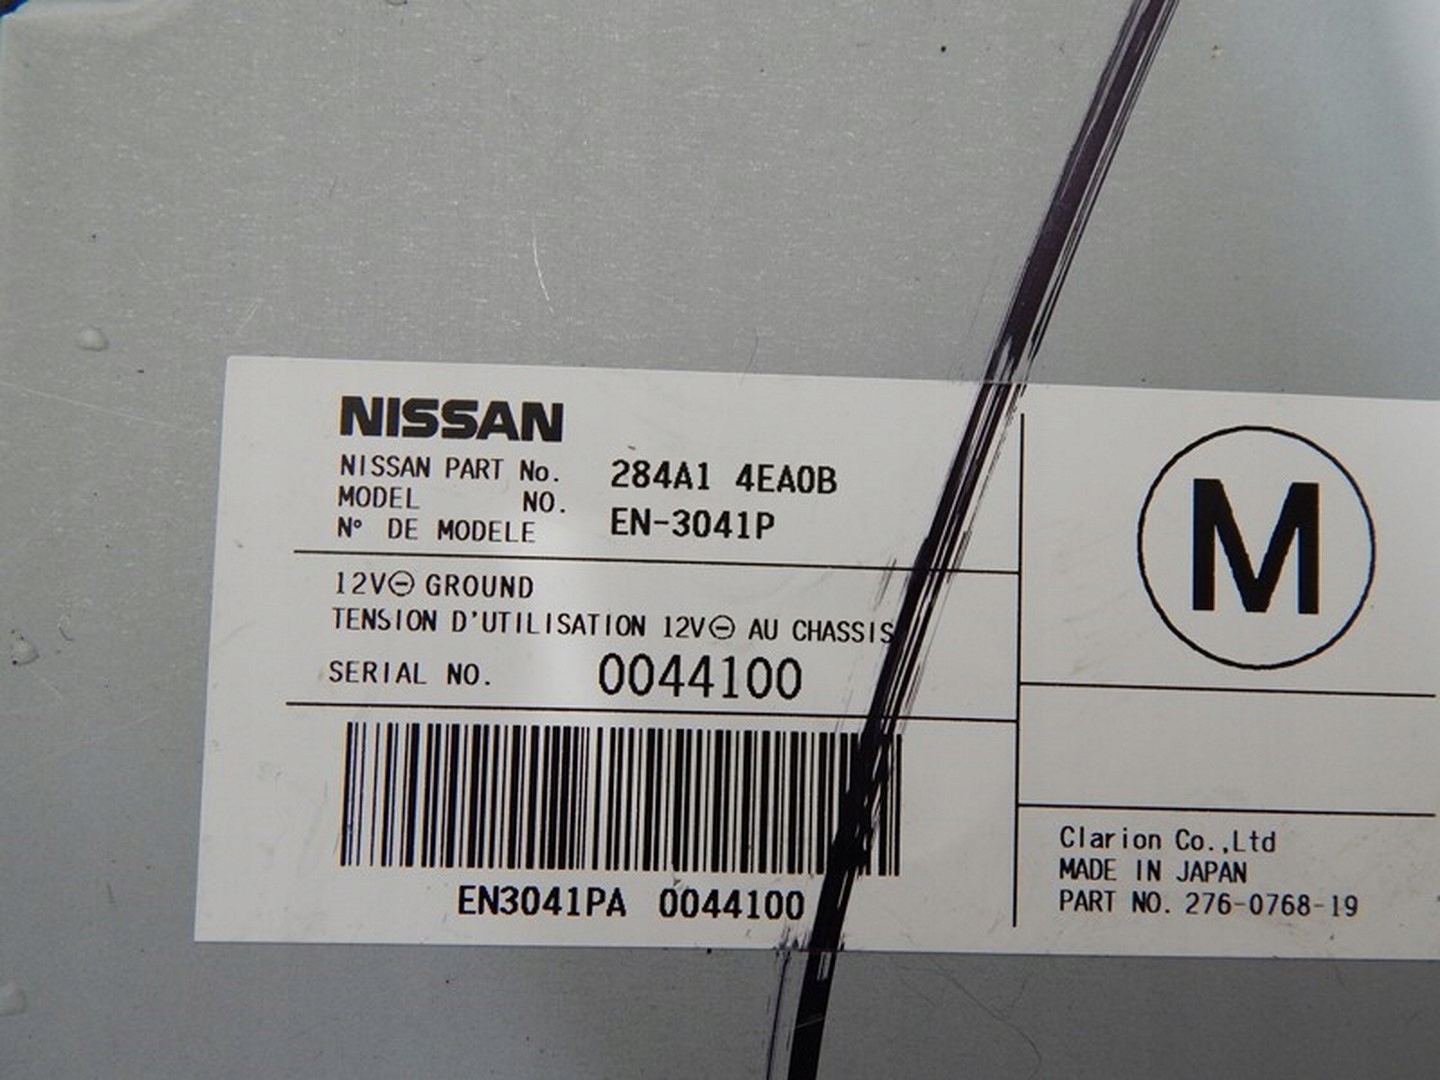 NISSAN
NISSAN PART No. 284A1 4EA0B
MODEL NO. EN-3041P
N° DE MODELE
12V⊖ GROUND
TENSION D'UTILISATION 12V⊖ AU CHASSIS
SERIAL NO. 0044100
EN3041PA 0044100
M
Clarion Co.,Ltd
MADE IN JAPAN
PART NO. 276-0768-19